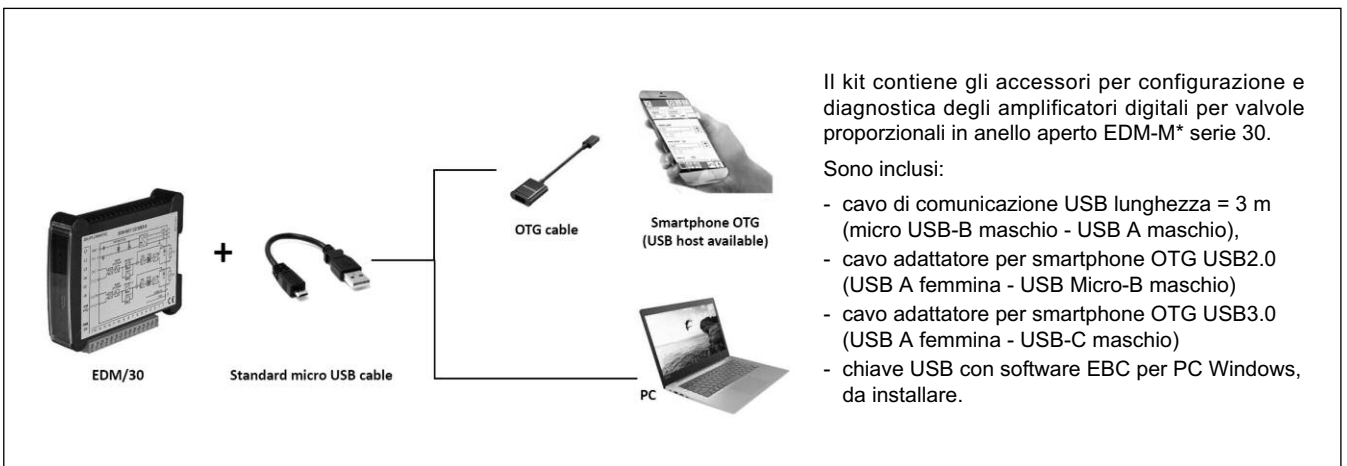 Il kit contiene gli accessori per configurazione e
diagnostica degli amplificatori digitali per valvole
proporzionali in anello aperto EDM-M* serie 30.
Sono inclusi:
- cavo di comunicazione USB lunghezza = 3 m
(micro USB-B maschio - USB A maschio),
- cavo adattatore per smartphone OTG USB2.0
(USB A femmina - USB Micro-B maschio)
- cavo adattatore per smartphone OTG USB3.0
(USB A femmina - USB-C maschio)
- chiave USB con software EBC per PC Windows,
da installare.
OTG cable
Smartphone OTG
(USB host available)
+
EDM/30
Standard micro USB cable
PC